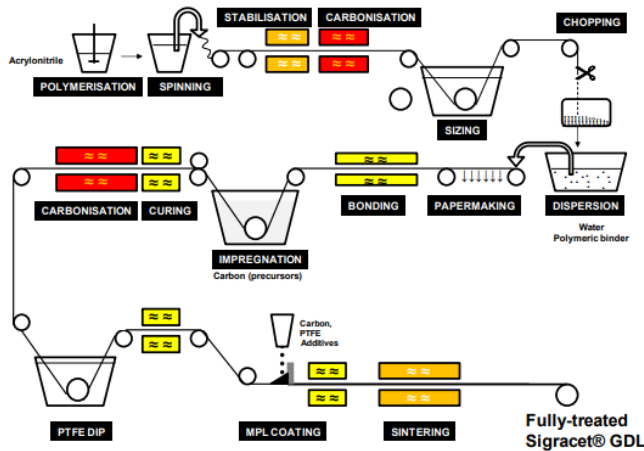 STABILISATION
CARBONISATION
CHOPPING
Acrylonitrile
POLYMERISATION
SPINNING
SIZING
CARBONISATION
CURING
IMPREGNATION
Carbon (precursors)
BONDING
PAPERMAKING
DISPERSION
Water
Polymeric binder
Carbon,
PTFE
Additives
PTFE DIP
MPL COATING
SINTERING
Fully-treated
Sigracet® GDL